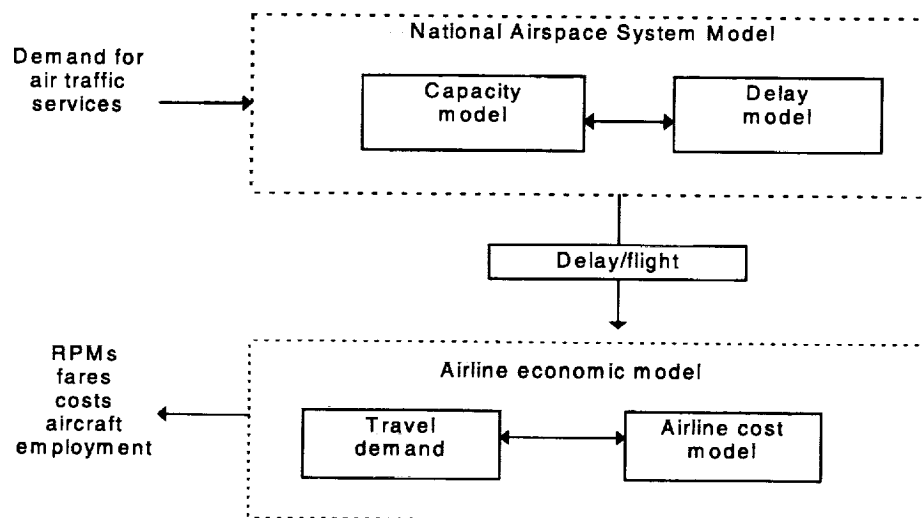 National Airspace System Model
Demand for
air traffic
services
Capacity
model
Delay
model
Delay/flight
RPMs
fares
costs
aircraft
employment
Airline economic model
Travel
demand
Airline cost
model